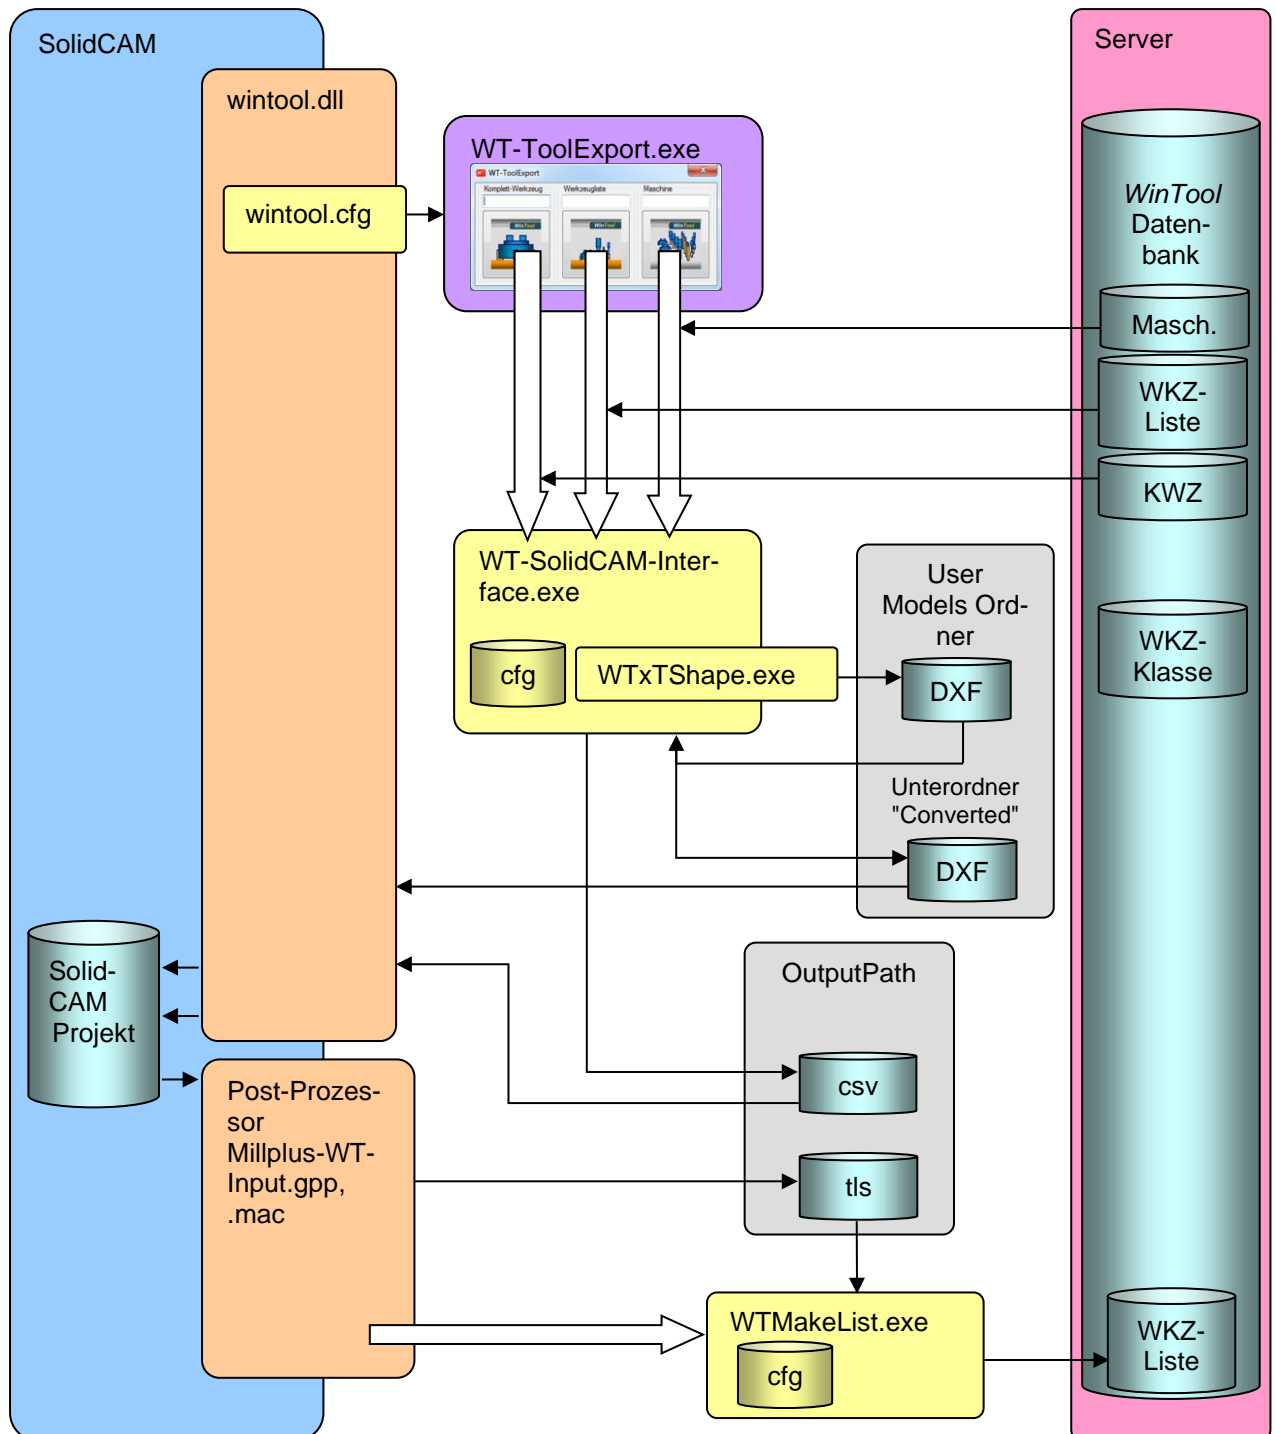 SolidCAM
wintool.dll
wintool.cfg
WT-ToolExport.exe
WT-ToolExport
Komplett-Werkzeug
Werkzeugliste
Maschine
WinTool
WinTool
WinTool
Server
WinTool
Daten-
bank
Masch.
WKZ-
Liste
KWZ
WKZ-
Klasse
WT-SolidCAM-Inter-
face.exe
cfg
WTxTShape.exe
User
Models Ord-
ner
DXF
Unterordner
"Converted"
DXF
Solid-
CAM
Projekt
OutputPath
csv
tls
Post-Prozes-
sor
Millplus-WT-
Input.gpp,
.mac
WTMakeList.exe
cfg
WKZ-
Liste